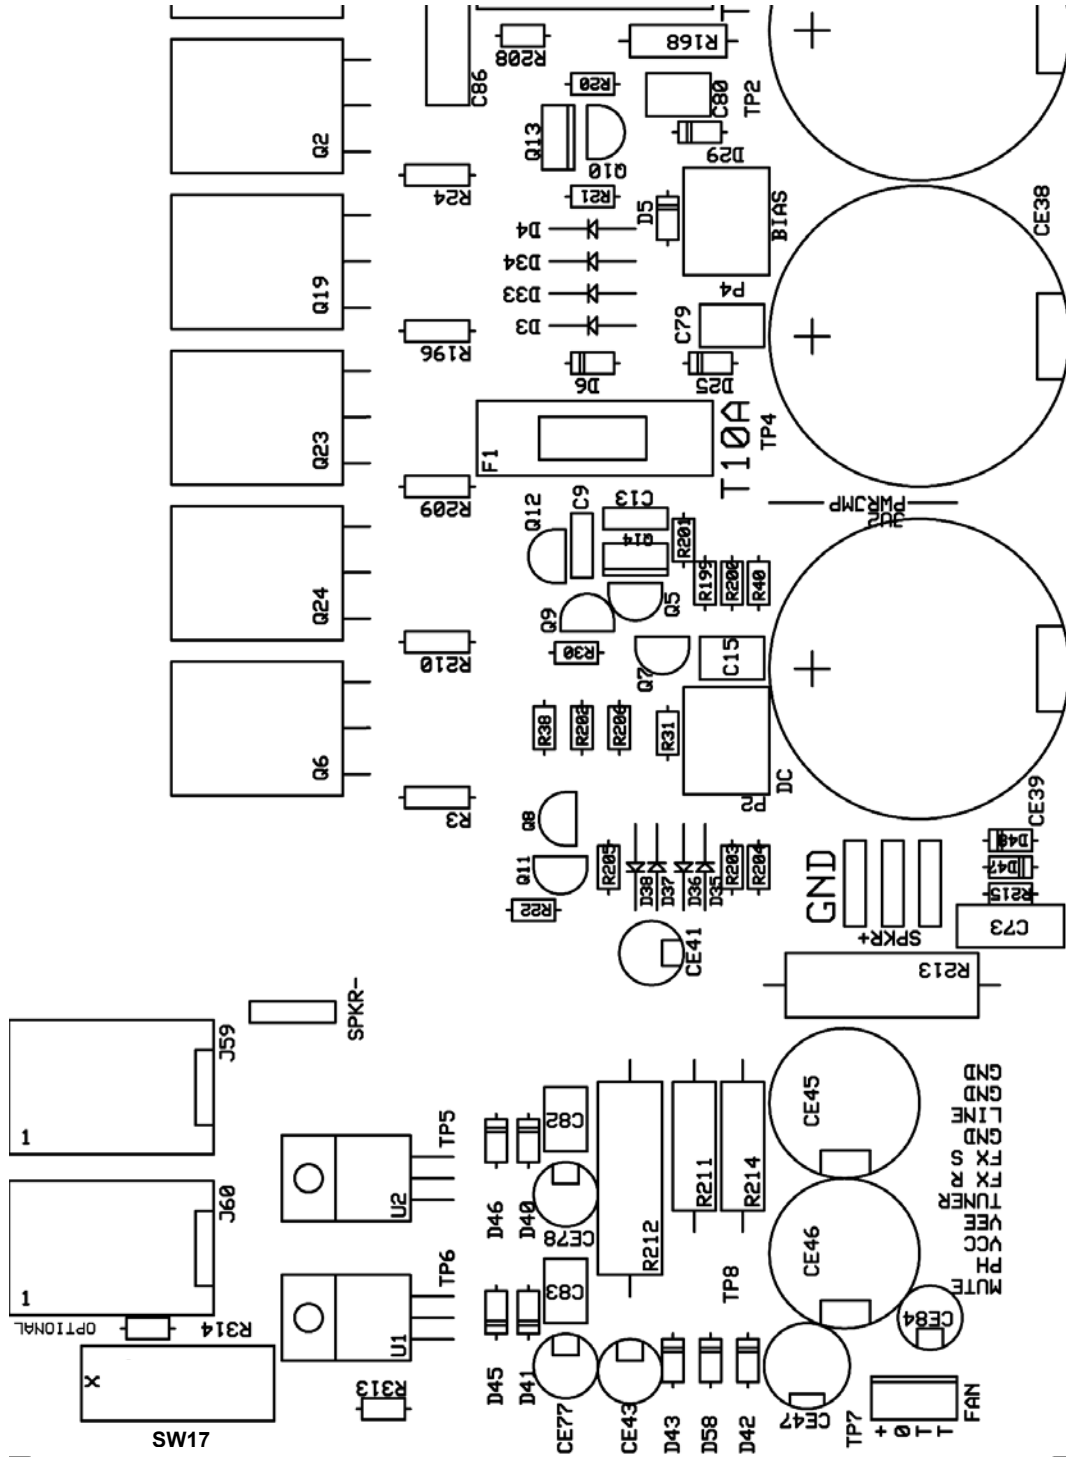 R208
R168
C86
R20
C80
TP2
Q2
Q13
Q10
D29
R24
R21
D5
BIAS
CE38
D4
D34
Q19
D33
P4
D3
C79
R196
D6
D25
T10A
TP4
Q23
F1
R209
Q12
C9
C13
R201
JU2
PWRJMP
Q14
R199
R200
R40
Q24
Q9
Q5
R210
R30
Q7
C15
R38
R202
R206
R31
Q6
DC
P2
R3
CE39
Q8
D48
Q11
R205
D38
D37
D36
D35
R203
R204
GND
D47
R215
R22
SPKR+
C73
CE41
R213
SPKR-
J59
1
CE45
GND
GND
LINE
GND
FX S
FX R
TUNER
VEE
VCC
PH
MUTE
TP5
C82
U2
D46
D40
CE78
R211
R214
R212
J60
1
CE46
TP6
C83
TP8
CE84
OPTIONAL
R314
U1
X
R313
D45
D41
CE77
CE43
D43
D58
D42
CE47
TP7
+
0
T
T
FAN
SW17